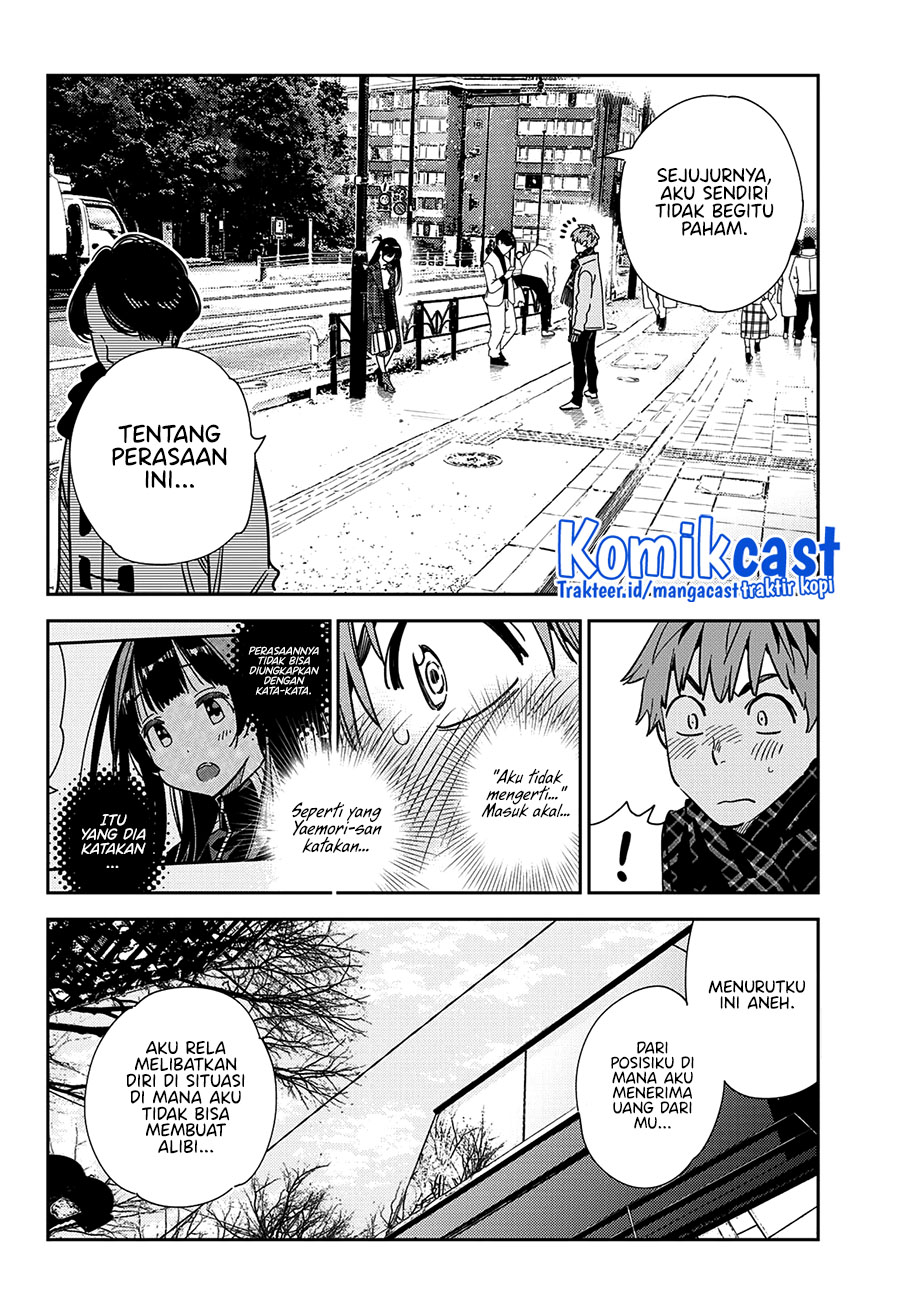 SEJUJURNYA,
AKU SENDIRI
TIDAK BEGITU
PAHAM.
TENTANG
PERASAAN
INI...
Komikcast
Trakteer.id/mangacast traktir kopi
!
"Aku tidak
mengerti..."
Masuk akal...
Seperti yang
Yaemori-san
katakan...
PERASAANNYA
TIDAK BISA
DIUNGKAPKAN
DENGAN
KATA-KATA.
ITU
YANG DIA
KATAKAN
...
MENURUTKU
INI ANEH.
DARI
POSISIKU DI
MANA AKU
MENERIMA
UANG DARI
MU...
AKU RELA
MELIBATKAN
DIRI DI SITUASI
DI MANA AKU
TIDAK BISA
MEMBUAT
ALIBI...